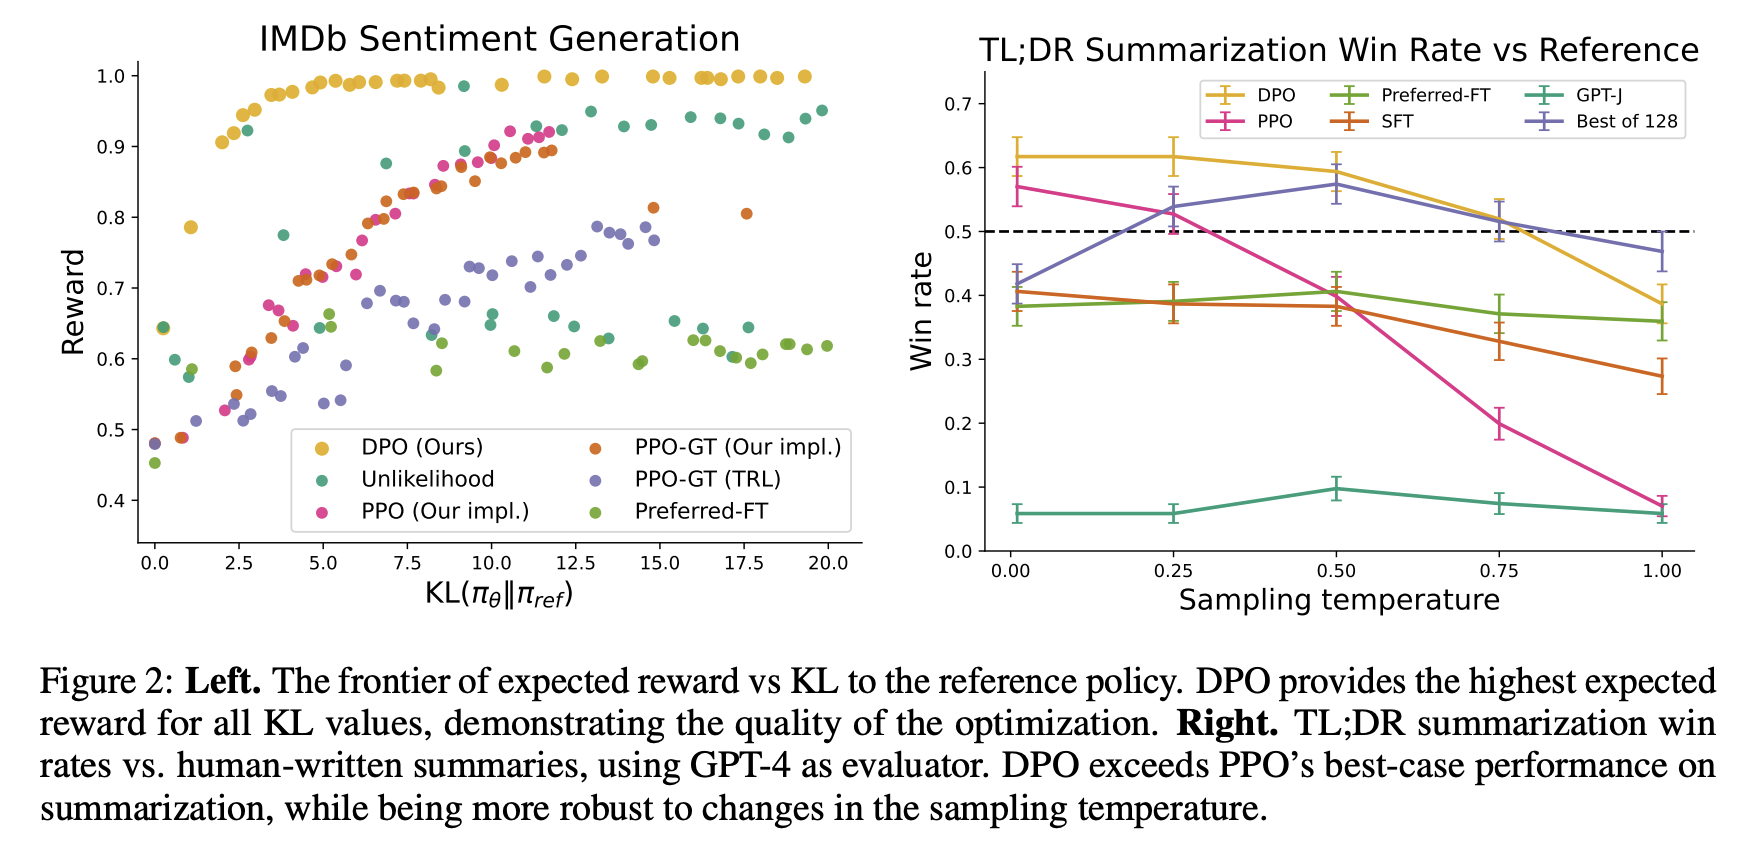 IMDb Sentiment Generation
1.0
0.9
0.8
0.7
0.6
0.5
0.4
Reward
DPO (Ours)
Unlikelihood
PPO (Our impl.)
PPO-GT (Our impl.)
PPO-GT (TRL)
Preferred-FT
0.0 2.5 5.0 7.5 10.0 12.5 15.0 17.5 20.0
KL(πθ‖πref)
TL;DR Summarization Win Rate vs Reference
0.7
0.6
0.5
0.4
0.3
0.2
0.1
0.0
Win rate
DPO
PPO
Preferred-FT
SFT
GPT-J
Best of 128
0.00 0.25 0.50 0.75 1.00
Sampling temperature
Figure 2: Left. The frontier of expected reward vs KL to the reference policy. DPO provides the highest expected
reward for all KL values, demonstrating the quality of the optimization. Right. TL;DR summarization win
rates vs. human-written summaries, using GPT-4 as evaluator. DPO exceeds PPO’s best-case performance on
summarization, while being more robust to changes in the sampling temperature.